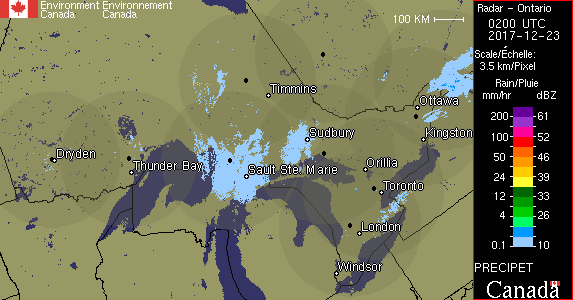 Environment Environnement
Canada Canada
100 KM
Timmins
Ottawa
Sudbury
Kingston
Dryden
Thunder Bay
Sault Ste. Marie
Orillia
Toronto
London
Windsor
Radar - Ontario
0200 UTC
2017-12-23
Scale/Échelle:
3.5 km/Pixel
Rain/Pluie
mm/hr dBZ
200 61
100 52
50 46
24 39
12 33
4 26
0.1 10
PRECIPET
Canada